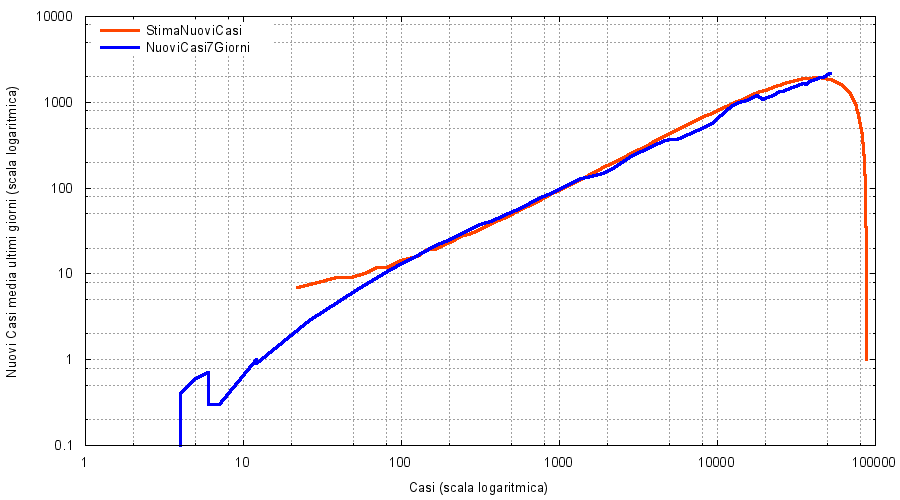 10000
StimaNuoviCasi
NuoviCasi7Giorni
1000
100
10
1
0.1
Nuovi Casi media ultimi giorni (scala logaritmica)
1 10 100 1000 10000 100000
Casi (scala logaritmica)